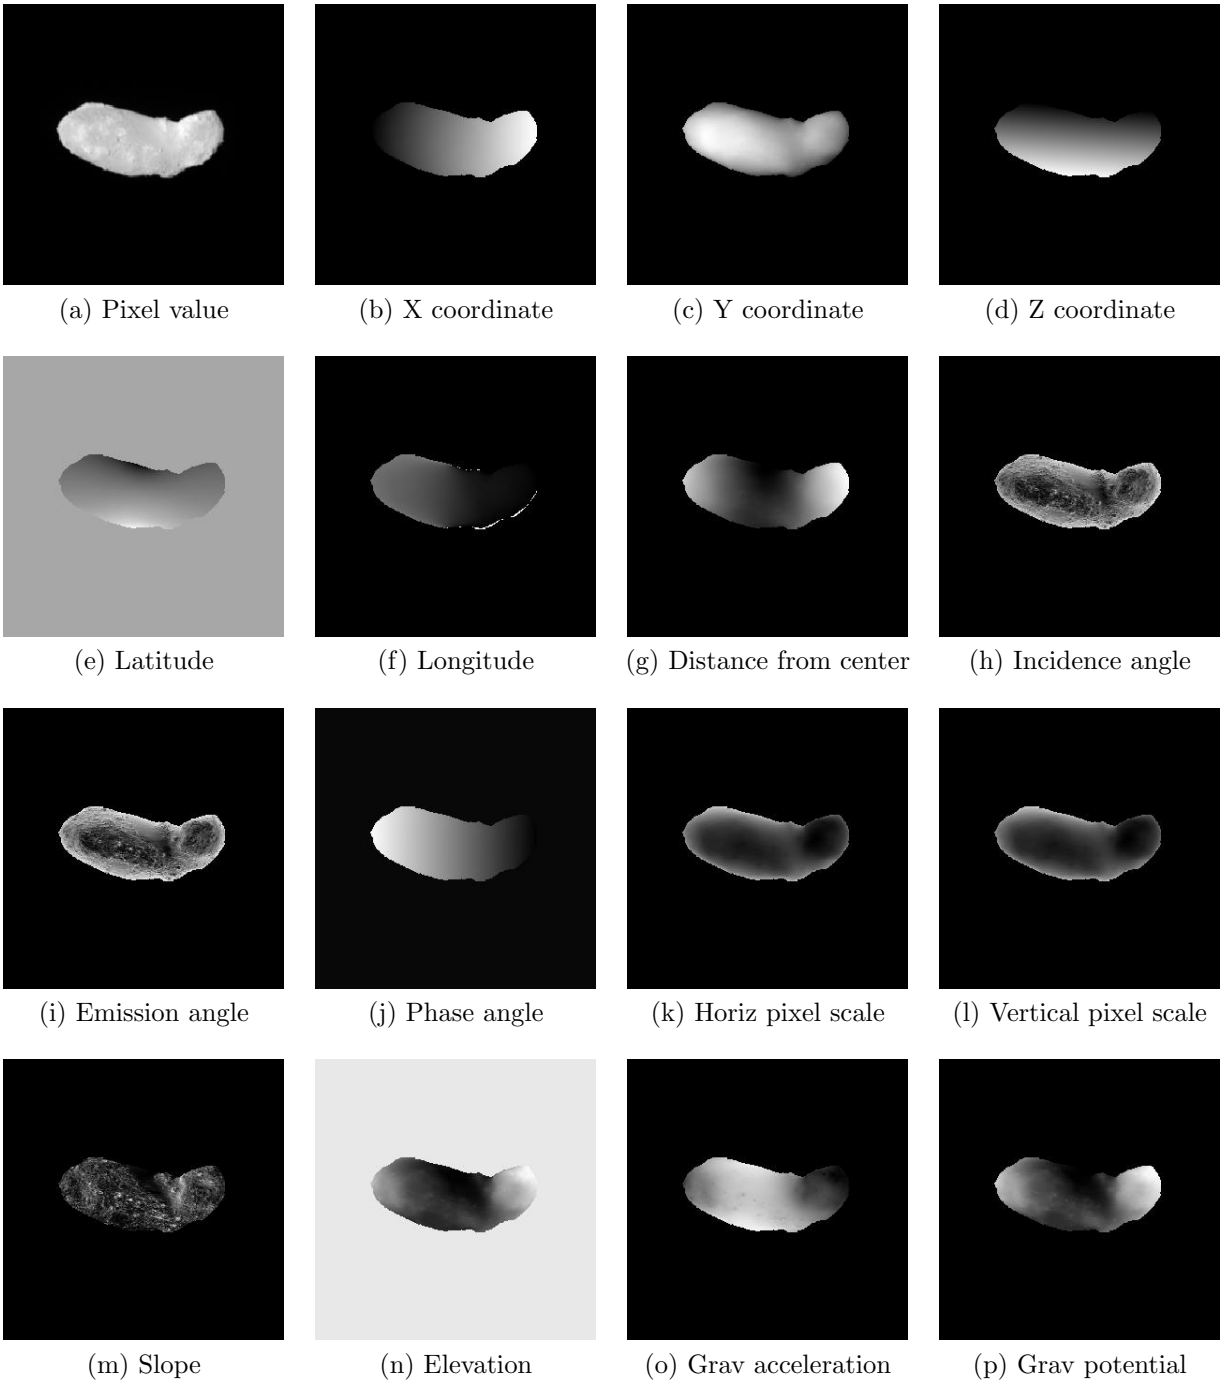 (a) Pixel value
(b) X coordinate
(c) Y coordinate
(d) Z coordinate
(e) Latitude
(f) Longitude
(g) Distance from center
(h) Incidence angle
(i) Emission angle
(j) Phase angle
(k) Horiz pixel scale
(l) Vertical pixel scale
(m) Slope
(n) Elevation
(o) Grav acceleration
(p) Grav potential